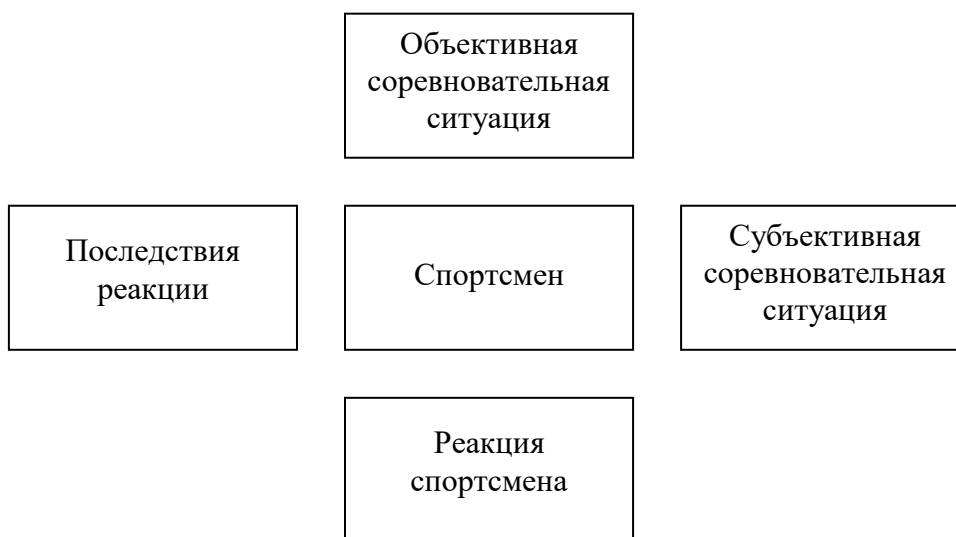 Объективная
соревновательная
ситуация
Последствия
реакции
Спортсмен
Субъективная
соревновательная
ситуация
Реакция
спортсмена